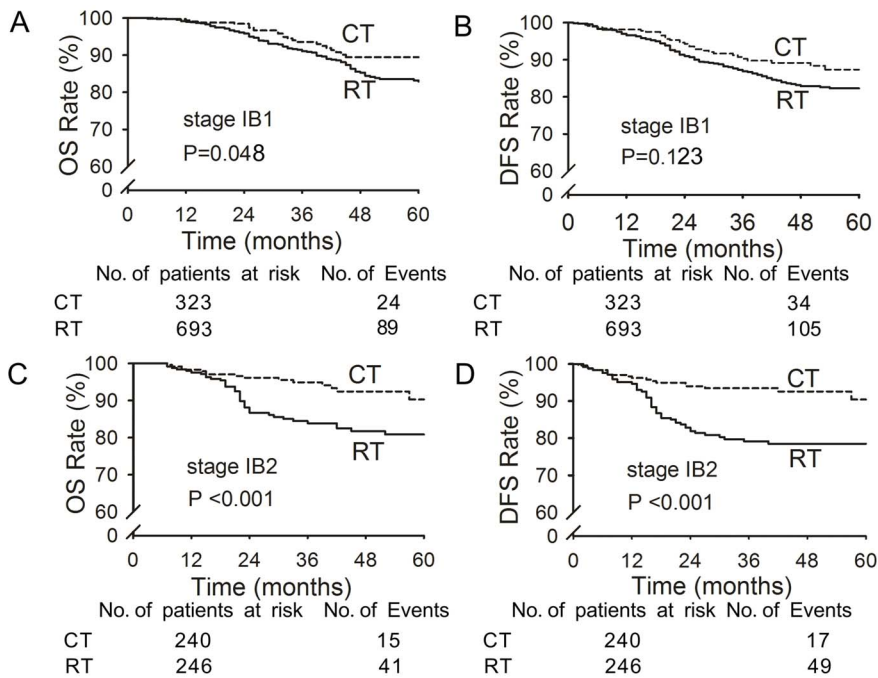 A
OS Rate (%)
100
90
80
70
60
0
CT
RT
stage IB1
P=0.048
0 12 24 36 48 60
Time (months)
No. of patients at risk No. of Events
CT 323 24
RT 693 89
B
DFS Rate (%)
100
90
80
70
60
0
CT
RT
stage IB1
P=0.123
0 12 24 36 48 60
Time (months)
No. of patients at risk No. of Events
CT 323 34
RT 693 105
C
OS Rate (%)
100
90
80
70
60
0
CT
RT
stage IB2
P <0.001
0 12 24 36 48 60
Time (months)
No. of patients at risk No. of Events
CT 240 15
RT 246 41
D
DFS Rate (%)
100
90
80
70
60
0
CT
RT
stage IB2
P <0.001
0 12 24 36 48 60
Time (months)
No. of patients at risk No. of Events
CT 240 17
RT 246 49